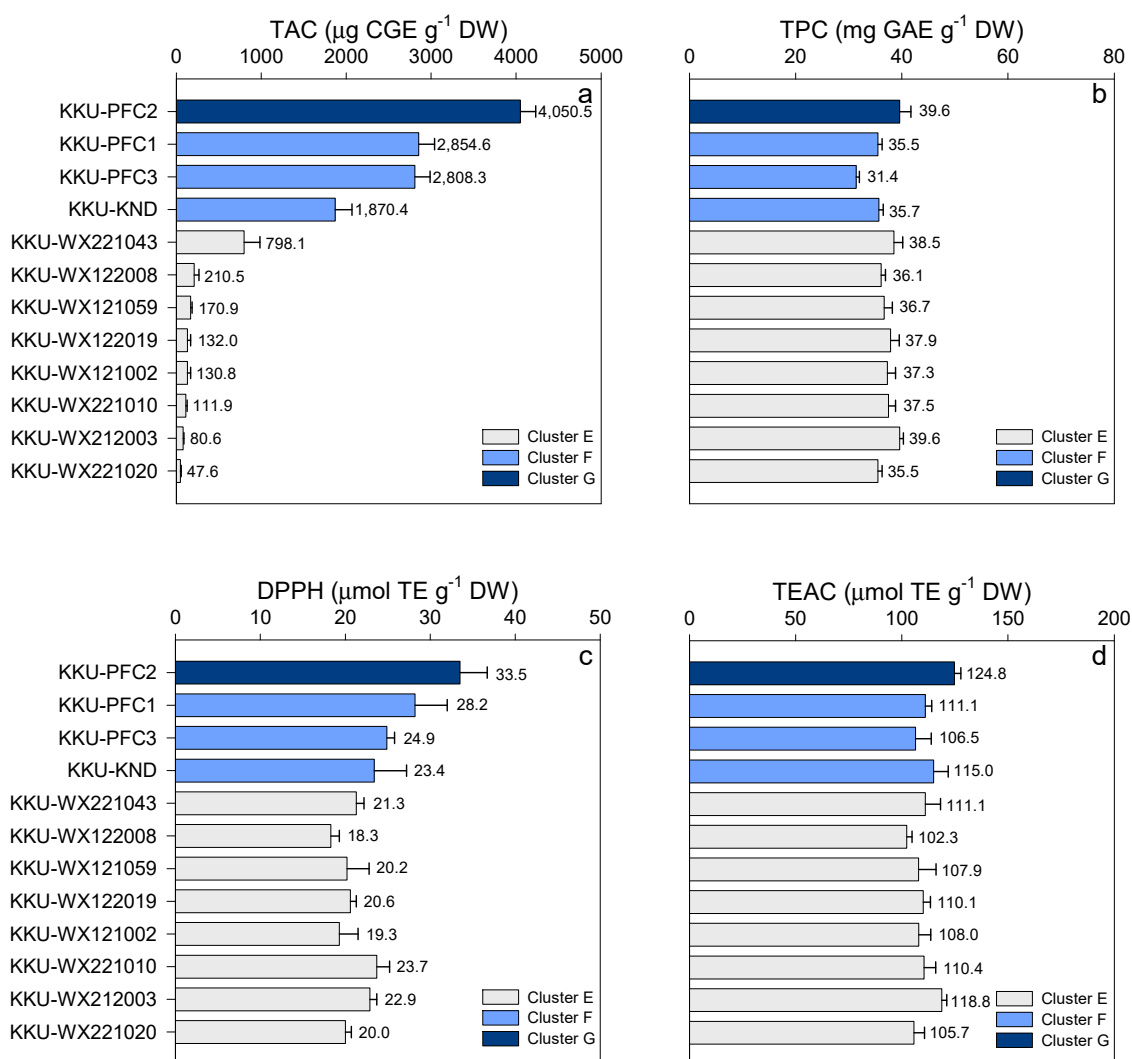 TAC (μg CGE g⁻¹ DW)
0 1000 2000 3000 4000 5000
a
KKU-PFC2 4,050.5
KKU-PFC1 2,854.6
KKU-PFC3 2,808.3
KKU-KND 1,870.4
KKU-WX221043 798.1
KKU-WX122008 210.5
KKU-WX121059 170.9
KKU-WX122019 132.0
KKU-WX121002 130.8
KKU-WX221010 111.9
KKU-WX212003 80.6
KKU-WX221020 47.6
Cluster E
Cluster F
Cluster G
TPC (mg GAE g⁻¹ DW)
0 20 40 60 80
b
39.6
35.5
31.4
35.7
38.5
36.1
36.7
37.9
37.3
37.5
39.6
35.5
Cluster E
Cluster F
Cluster G
DPPH (μmol TE g⁻¹ DW)
0 10 20 30 40 50
c
KKU-PFC2 33.5
KKU-PFC1 28.2
KKU-PFC3 24.9
KKU-KND 23.4
KKU-WX221043 21.3
KKU-WX122008 18.3
KKU-WX121059 20.2
KKU-WX122019 20.6
KKU-WX121002 19.3
KKU-WX221010 23.7
KKU-WX212003 22.9
KKU-WX221020 20.0
Cluster E
Cluster F
Cluster G
TEAC (μmol TE g⁻¹ DW)
0 50 100 150 200
d
124.8
111.1
106.5
115.0
111.1
102.3
107.9
110.1
108.0
110.4
118.8
105.7
Cluster E
Cluster F
Cluster G